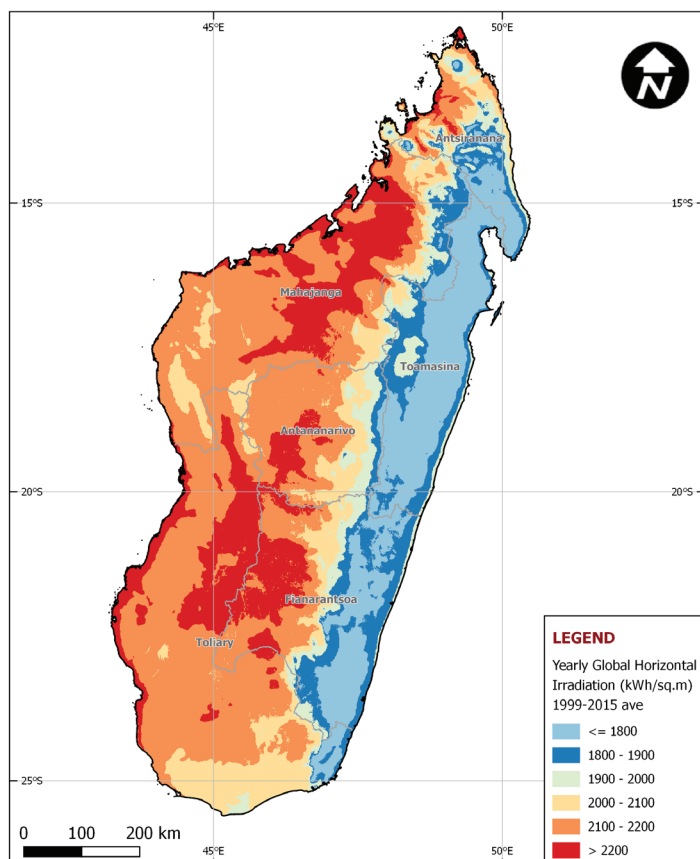 45°E 50°E
N
Antsiranana
15°S 15°S
Mahajanga
Toamasina
Antananarivo
20°S 20°S
Fianarantsoa
Toliary
LEGEND
Yearly Global Horizontal
Irradiation (kWh/sq.m)
1999-2015 ave
<= 1800
1800 - 1900
1900 - 2000
2000 - 2100
2100 - 2200
> 2200
25°S
0 100 200 km
45°E 50°E